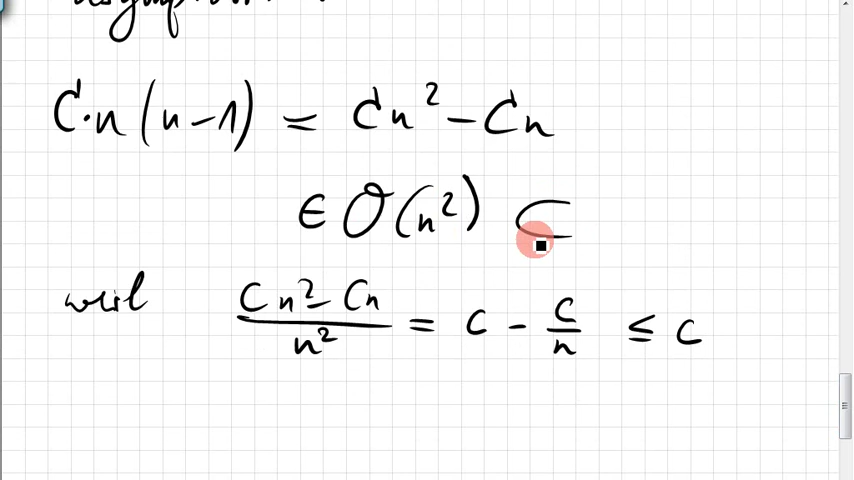 C·n(n-1) = Cn² - Cn
∈ O(n²) ⊂
weil (Cn² - Cn)/n² = C - C/n ≤ C